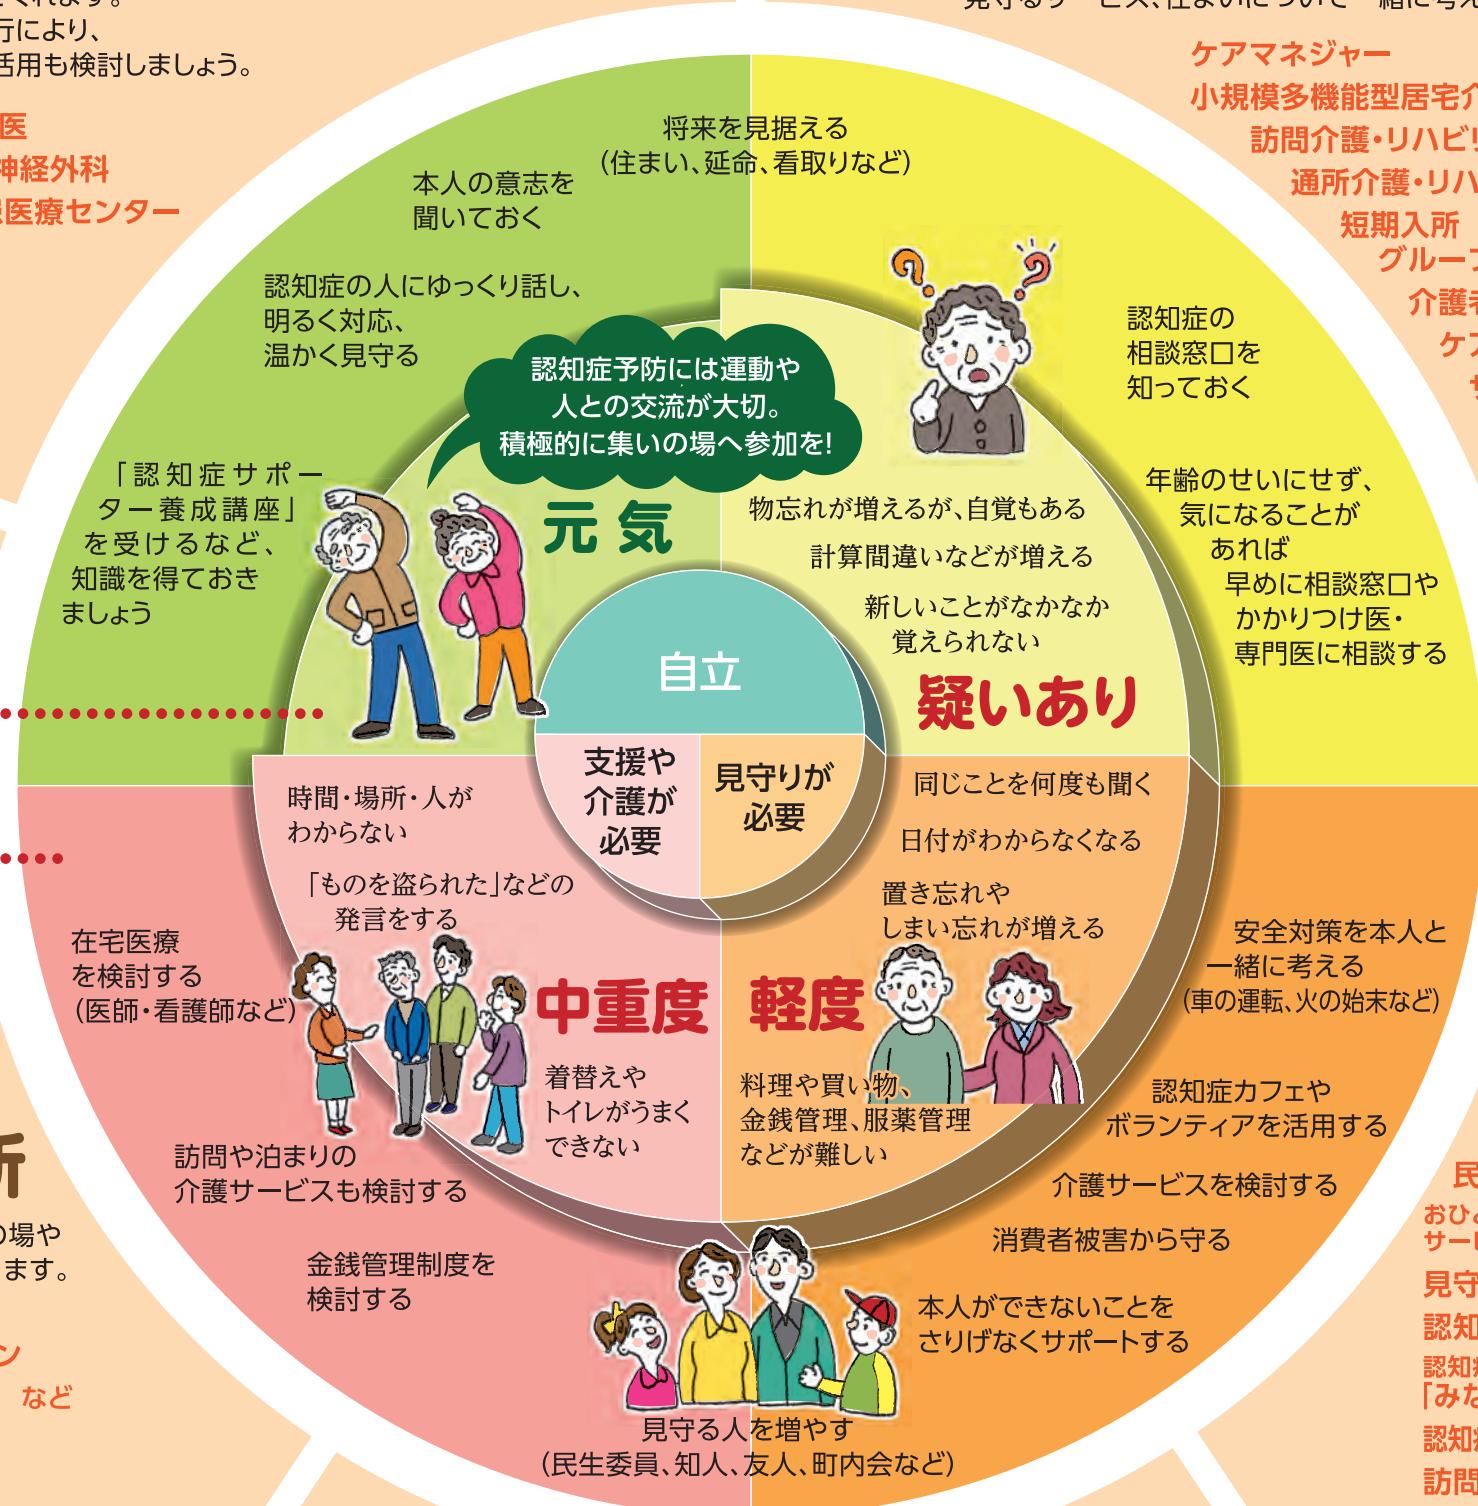 行により、
活用も検討しましょう。
医
神経外科
医療センター
ケアマネジャー
小規模多機能型居宅
訪問介護・リハビ
通所介護・リハ
短期入所
グルー
介護
ケ
将来を見据える
（住まい、延命、看取りなど）
本人の意志を
聞いておく
認知症の人にゆっくり話し、
明るく対応、
温かく見守る
「認知症サポー
ター養成講座」
を受けるなど、
知識を得ておき
ましょう
認知症の
相談窓口を
知っておく
年齢のせいにせず、
気になることが
あれば
早めに相談窓口や
かかりつけ医・
専門医に相談する
認知症予防には運動や
人との交流が大切。
積極的に集いの場へ参加を!
元気
物忘れが増えるが、自覚もある
計算間違いなどが増える
新しいことがなかなか
覚えられない
疑いあり
自立
支援や
介護が
必要
見守りが
必要
時間・場所・人が
わからない
「ものを盗られた」などの
発言をする
中重度
着替えや
トイレがうまく
できない
同じことを何度も聞く
日付がわからなくなる
置き忘れや
しまい忘れが増える
軽度
料理や買い物、
金銭管理、服薬管理
などが難しい
在宅医療
を検討する
（医師・看護師など）
訪問や泊まりの
介護サービスも検討する
金銭管理制度を
検討する
安全対策を本人と
一緒に考える
（車の運転、火の始末など）
認知症カフェや
ボランティアを活用する
介護サービスを検討する
消費者被害から守る
本人ができないことを
さりげなくサポートする
見守る人を増やす
（民生委員、知人、友人、町内会など）
所
の場や
ます。
ン
など
民
おひ
サー
見守
認知
認知
「みな
認知
訪問